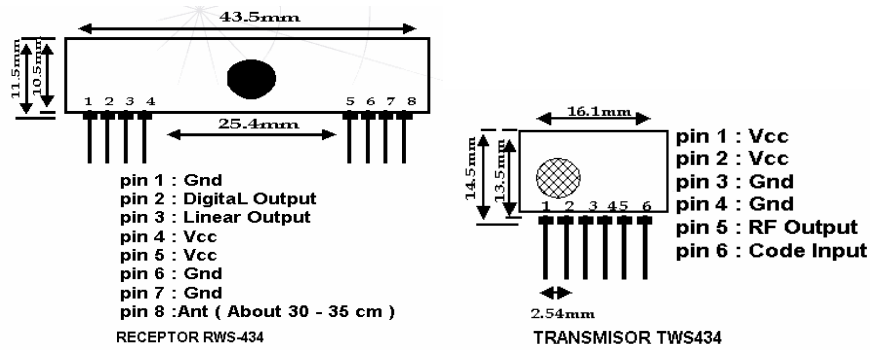 43.5mm
11.5mm
10.5mm
1 2 3 4
5 6 7 8
25.4mm
pin 1 : Gnd
pin 2 : DigitaL Output
pin 3 : Linear Output
pin 4 : Vcc
pin 5 : Vcc
pin 6 : Gnd
pin 7 : Gnd
pin 8 :Ant ( About 30 - 35 cm )
RECEPTOR RWS-434
16.1mm
14.5mm
13.5mm
1 2 3 45 6
2.54mm
pin 1 : Vcc
pin 2 : Vcc
pin 3 : Gnd
pin 4 : Gnd
pin 5 : RF Output
pin 6 : Code Input
TRANSMISOR TWS434